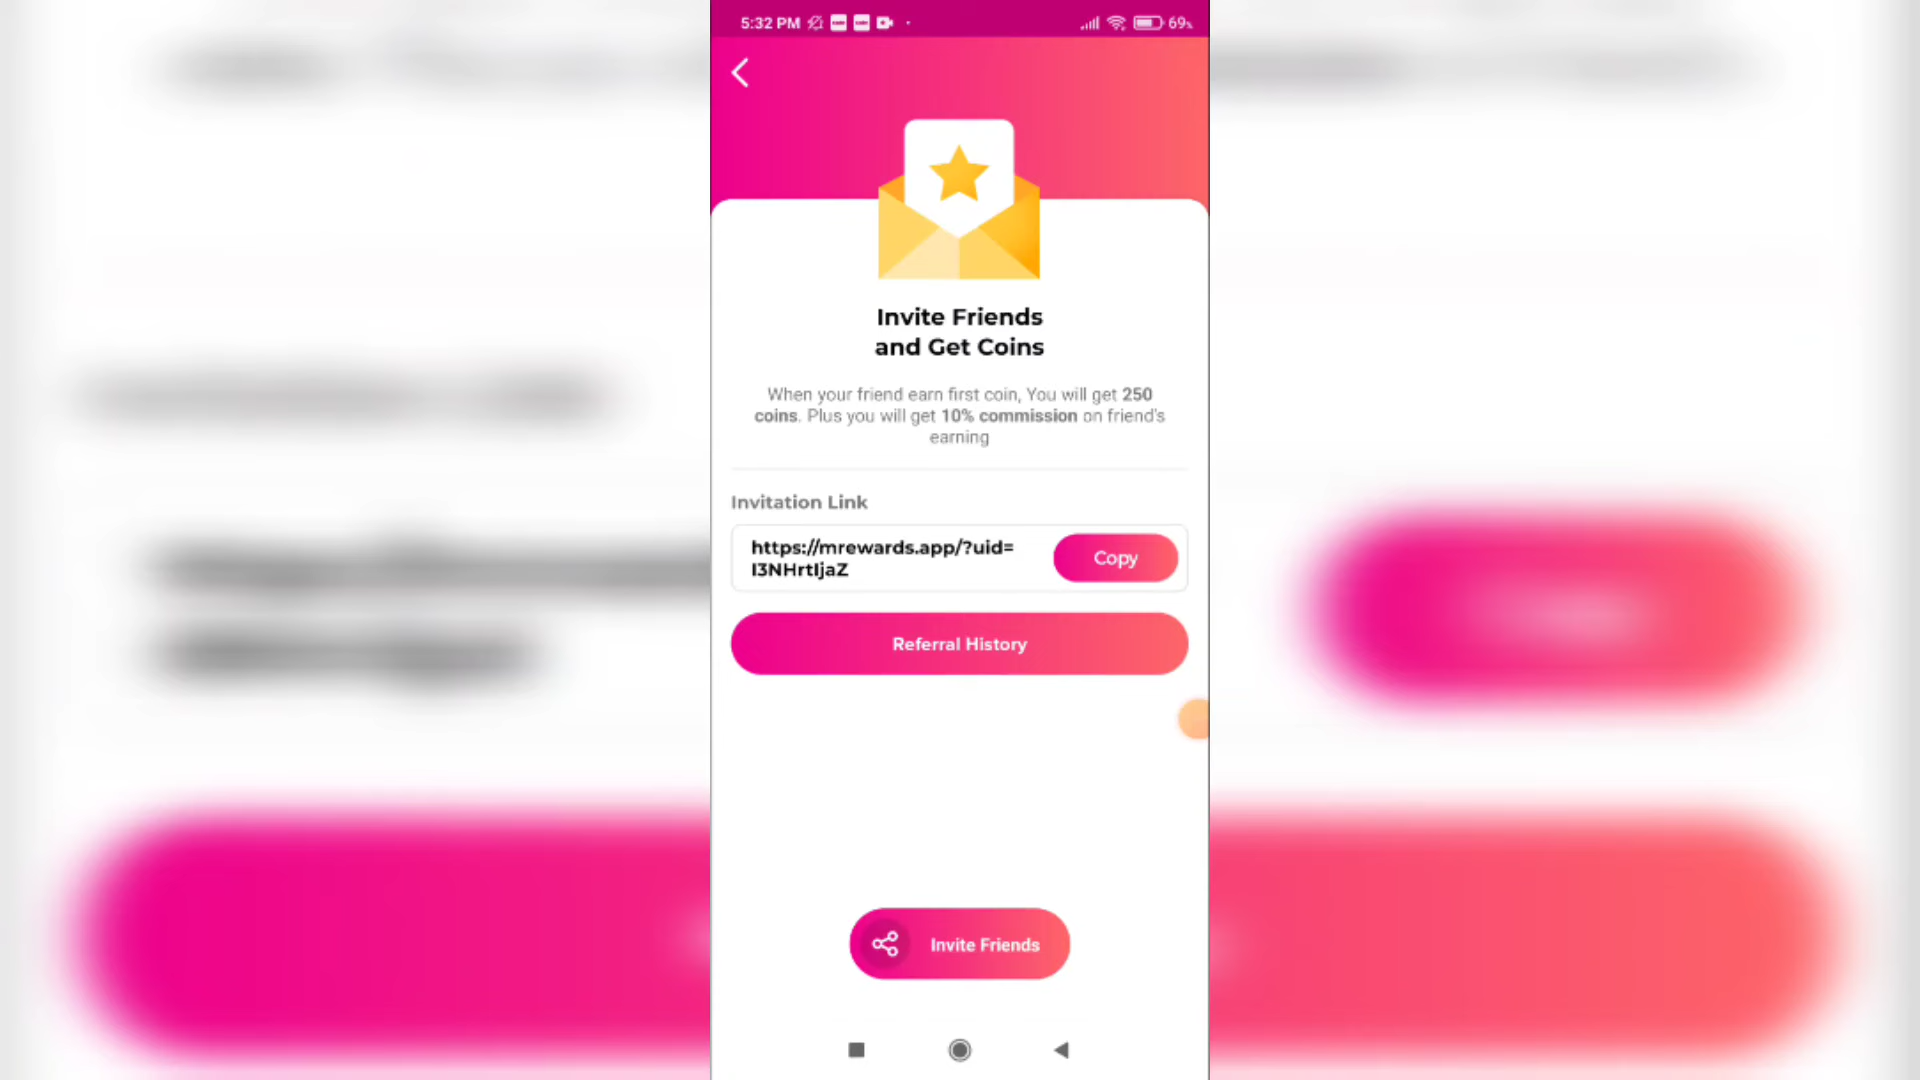 5:32 PM
69%
Invite Friends
and Get Coins
When your friend earn first coin, You will get 250
coins. Plus you will get 10% commission on friend's
earning
Invitation Link
https://mrewards.app/?uid=
I3NHrtIjaZ
Copy
Referral History
Invite Friends